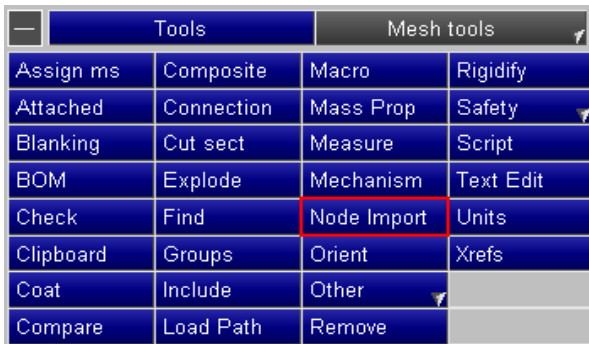 Tools Mesh tools
Assign ms Composite Macro Rigidify
Attached Connection Mass Prop Safety
Blanking Cut sect Measure Script
BOM Explode Mechanism Text Edit
Check Find Node Import Units
Clipboard Groups Orient Xrefs
Coat Include Other
Compare Load Path Remove